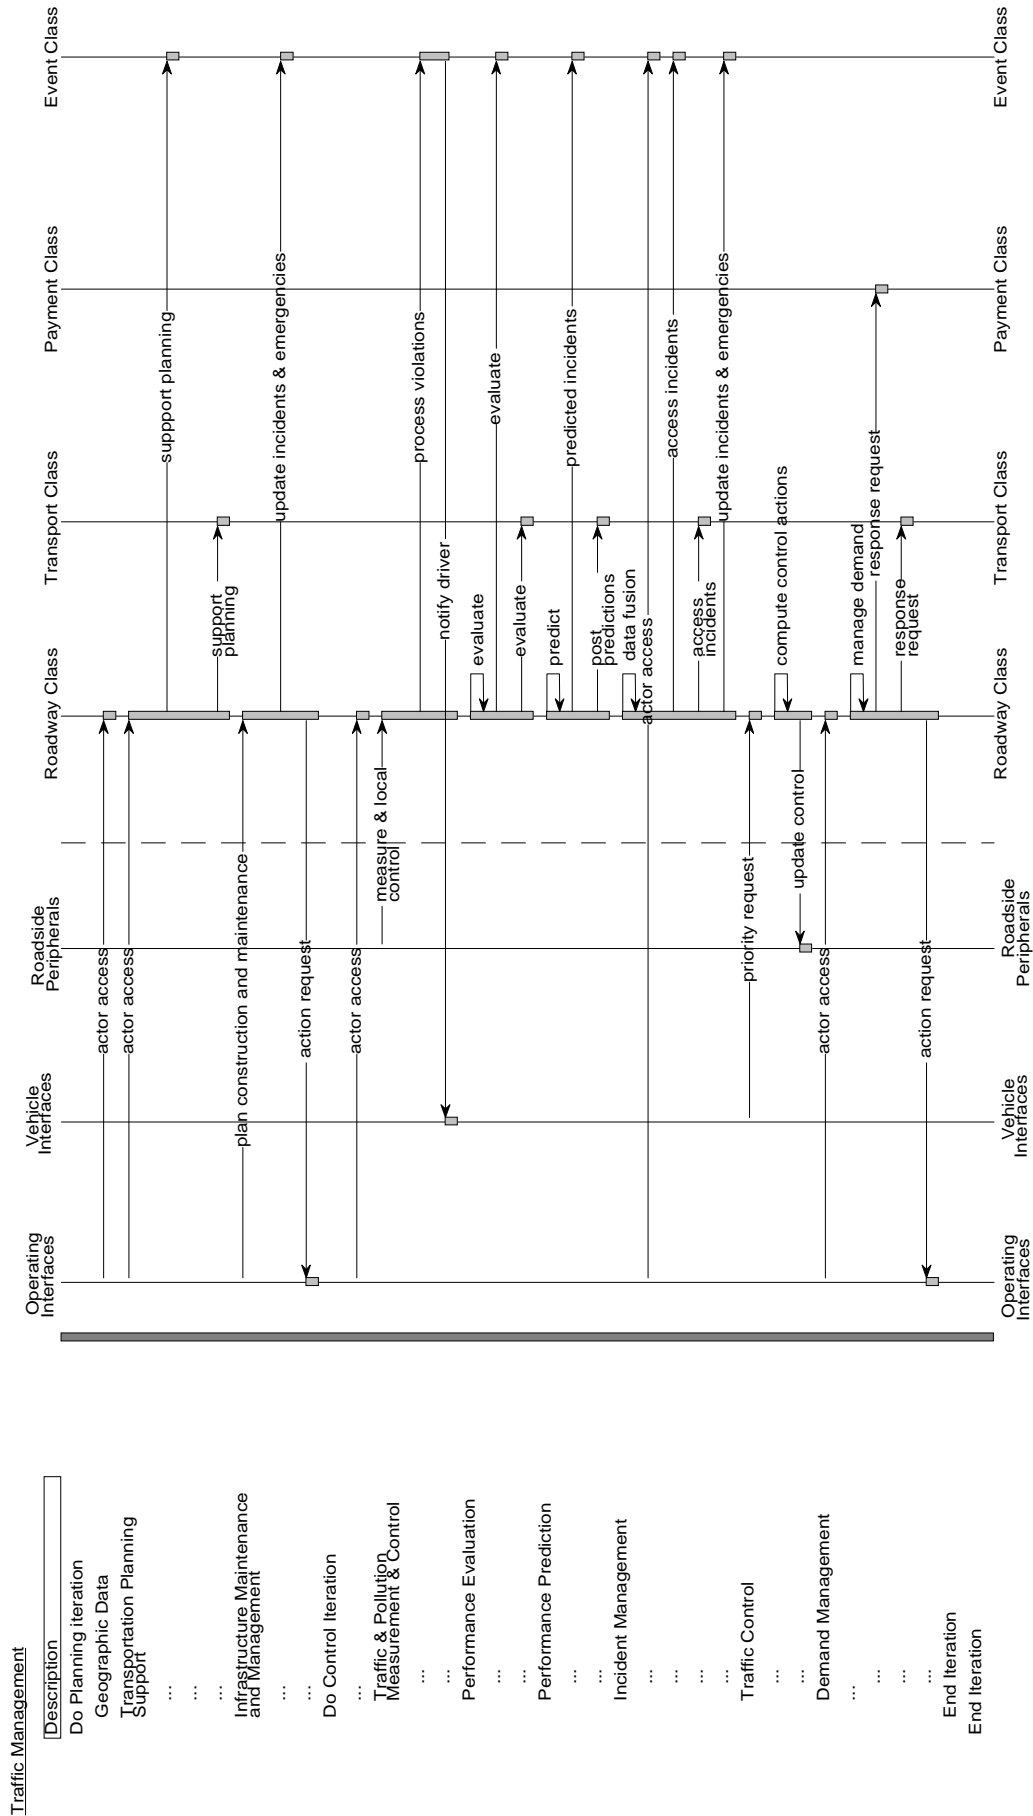 Traffic Management
Description
Do Planning iteration
Geographic Data
Transportation Planning
Support
...
...
...
Infrastructure Maintenance
and Management
...
...
Do Control Iteration
...
Traffic & Pollution
Measurement & Control
...
...
Performance Evaluation
...
...
Performance Prediction
...
...
Incident Management
...
...
...
...
Traffic Control
...
...
Demand Management
...
...
...
...
End Iteration
End Iteration
Operating
Interfaces
Vehicle
Interfaces
Roadside
Peripherals
Roadway Class
Transport Class
Payment Class
Event Class
actor access
actor access
suppport planning
support
planning
plan construction and maintenance
update incidents & emergencies
action request
actor access
measure & local
control
process violations
notify driver
evaluate
evaluate
evaluate
predict
predicted incidents
post
predictions
data fusion
actor access
access incidents
access
incidents
update incidents & emergencies
priority request
compute control actions
update control
actor access
manage demand
response request
response
request
action request
Operating
Interfaces
Vehicle
Interfaces
Roadside
Peripherals
Roadway Class
Transport Class
Payment Class
Event Class